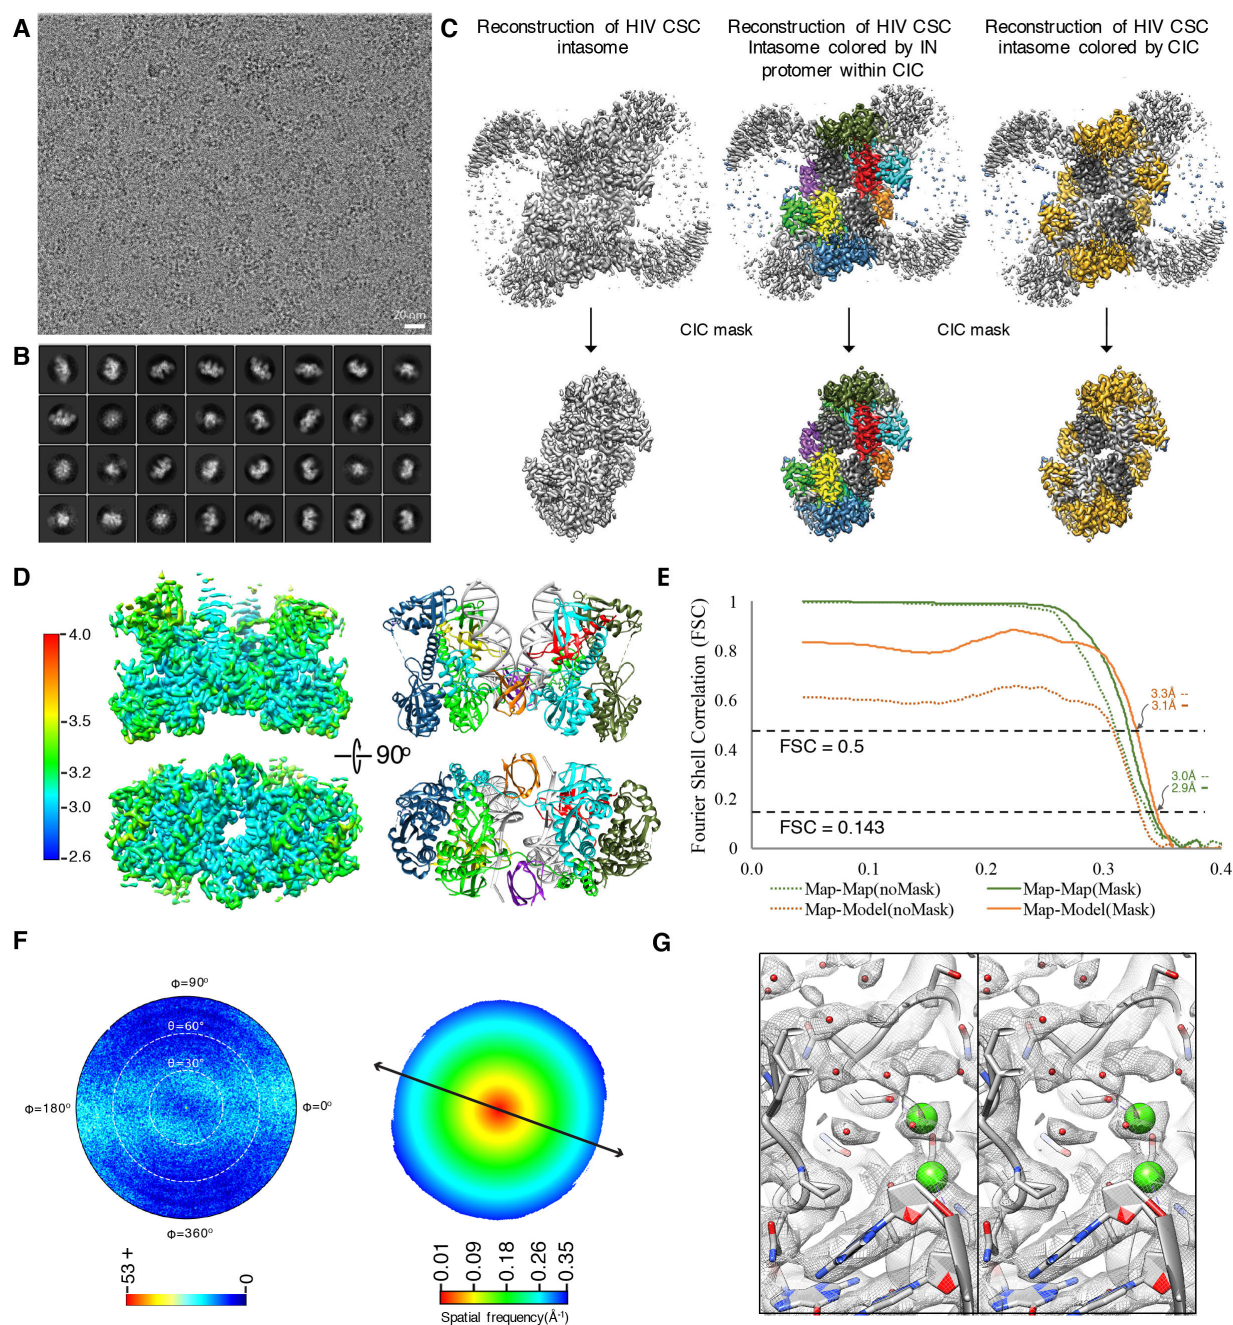 A
20 nm
B
C
Reconstruction of HIV CSC
intasome
Reconstruction of HIV CSC
Intasome colored by IN
protomer within CIC
Reconstruction of HIV CSC
intasome colored by CIC
CIC mask
CIC mask
D
4.0
3.5
3.2
3.0
2.6
90°
E
Fourier Shell Correlation (FSC)
1
0.8
0.6
0.4
0.2
0
3.3Å --
3.1Å -
FSC = 0.5
3.0Å --
2.9Å -
FSC = 0.143
0.0
0.1
0.2
0.3
0.4
Map-Map(noMask)
Map-Map(Mask)
Map-Model(noMask)
Map-Model(Mask)
F
Φ=90°
θ=60°
θ=30°
Φ=180°
Φ=0°
Φ=360°
53 +
0
0.01
0.09
0.18
0.26
0.35
Spatial frequency(Å-1)
G